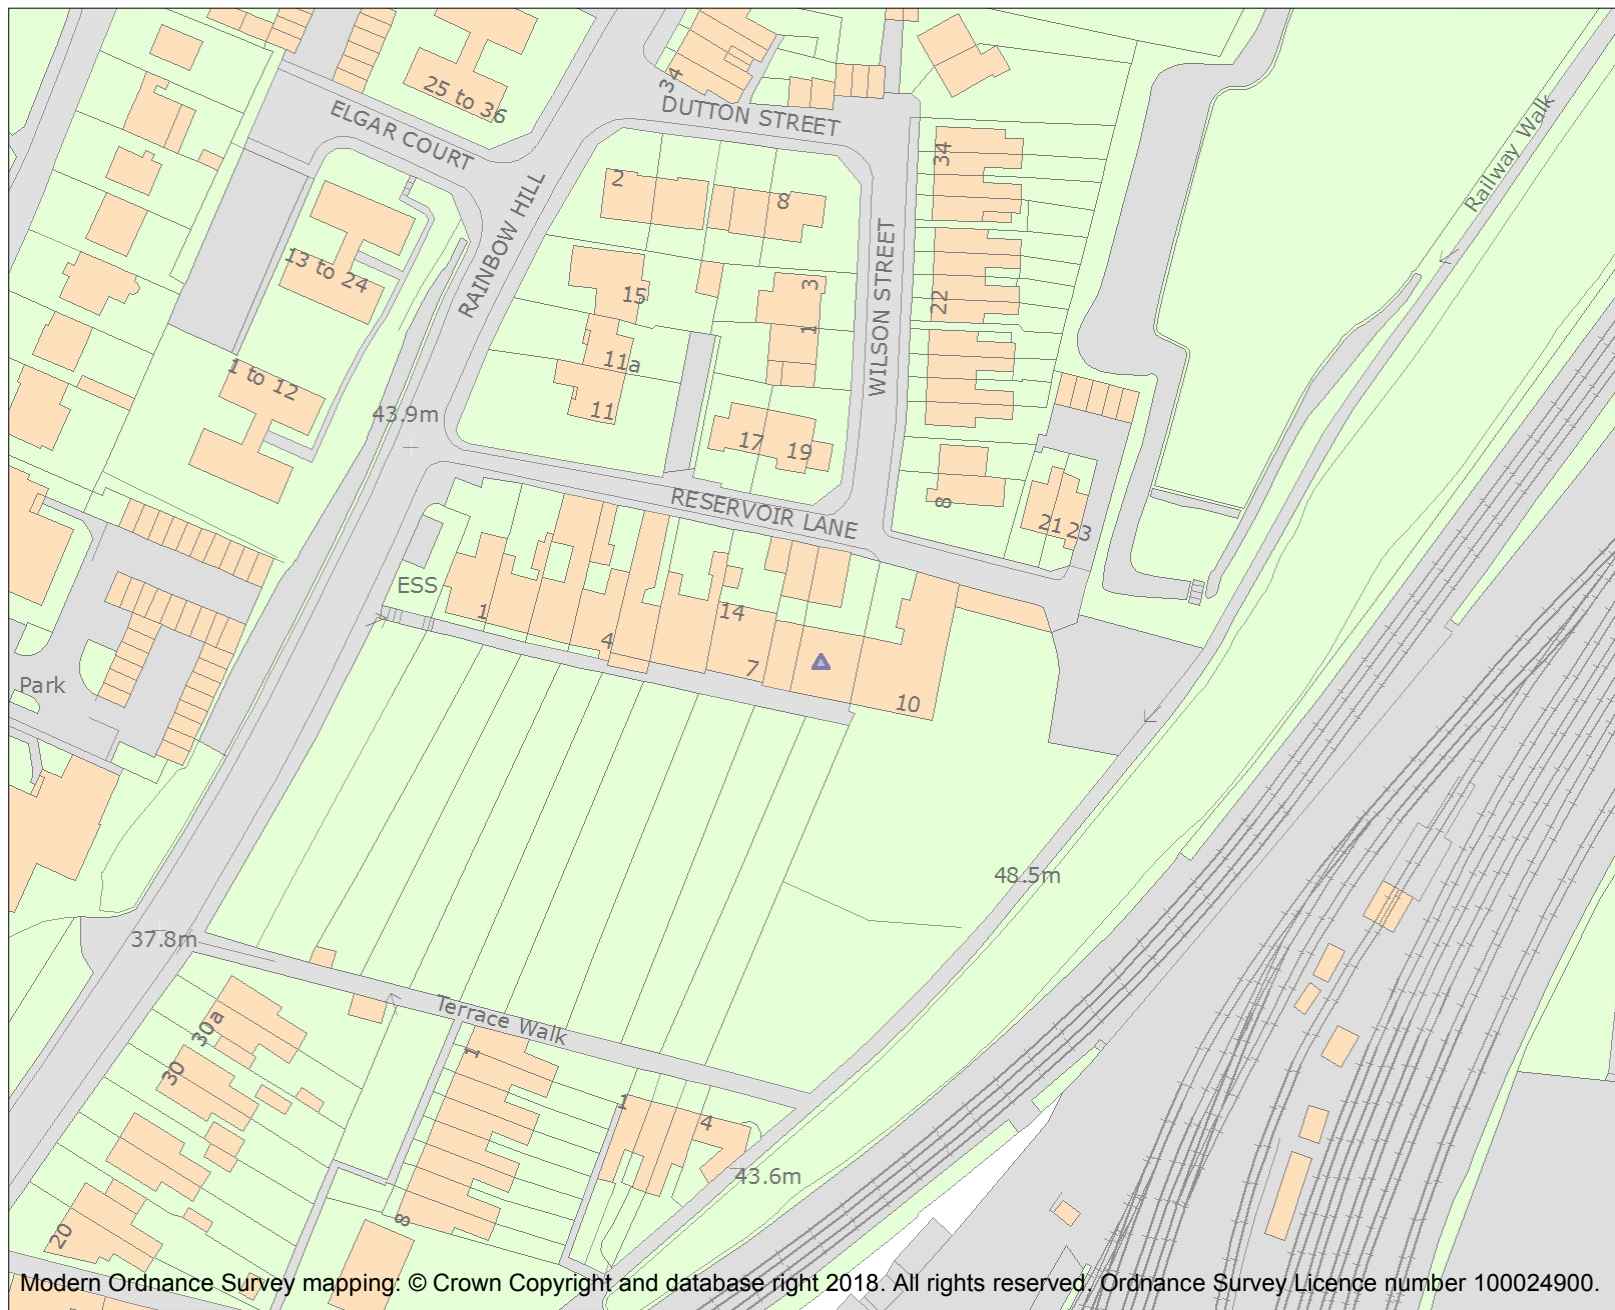 25 to 36
34
DUTTON STREET
ELGAR COURT
Railway Walk
34
2
8
RAINBOW HILL
13 to 24
WILSON STREET
15
3
22
1
11a
1 to 12
43.9m
11
17
19
RESERVOIR LANE
8
21
23
ESS
1
14
4
7
Park
10
48.5m
37.8m
Terrace Walk
30a
30
1
1
4
43.6m
8
20
Modern Ordnance Survey mapping: © Crown Copyright and database right 2018. All rights reserved. Ordnance Survey Licence number 100024900.